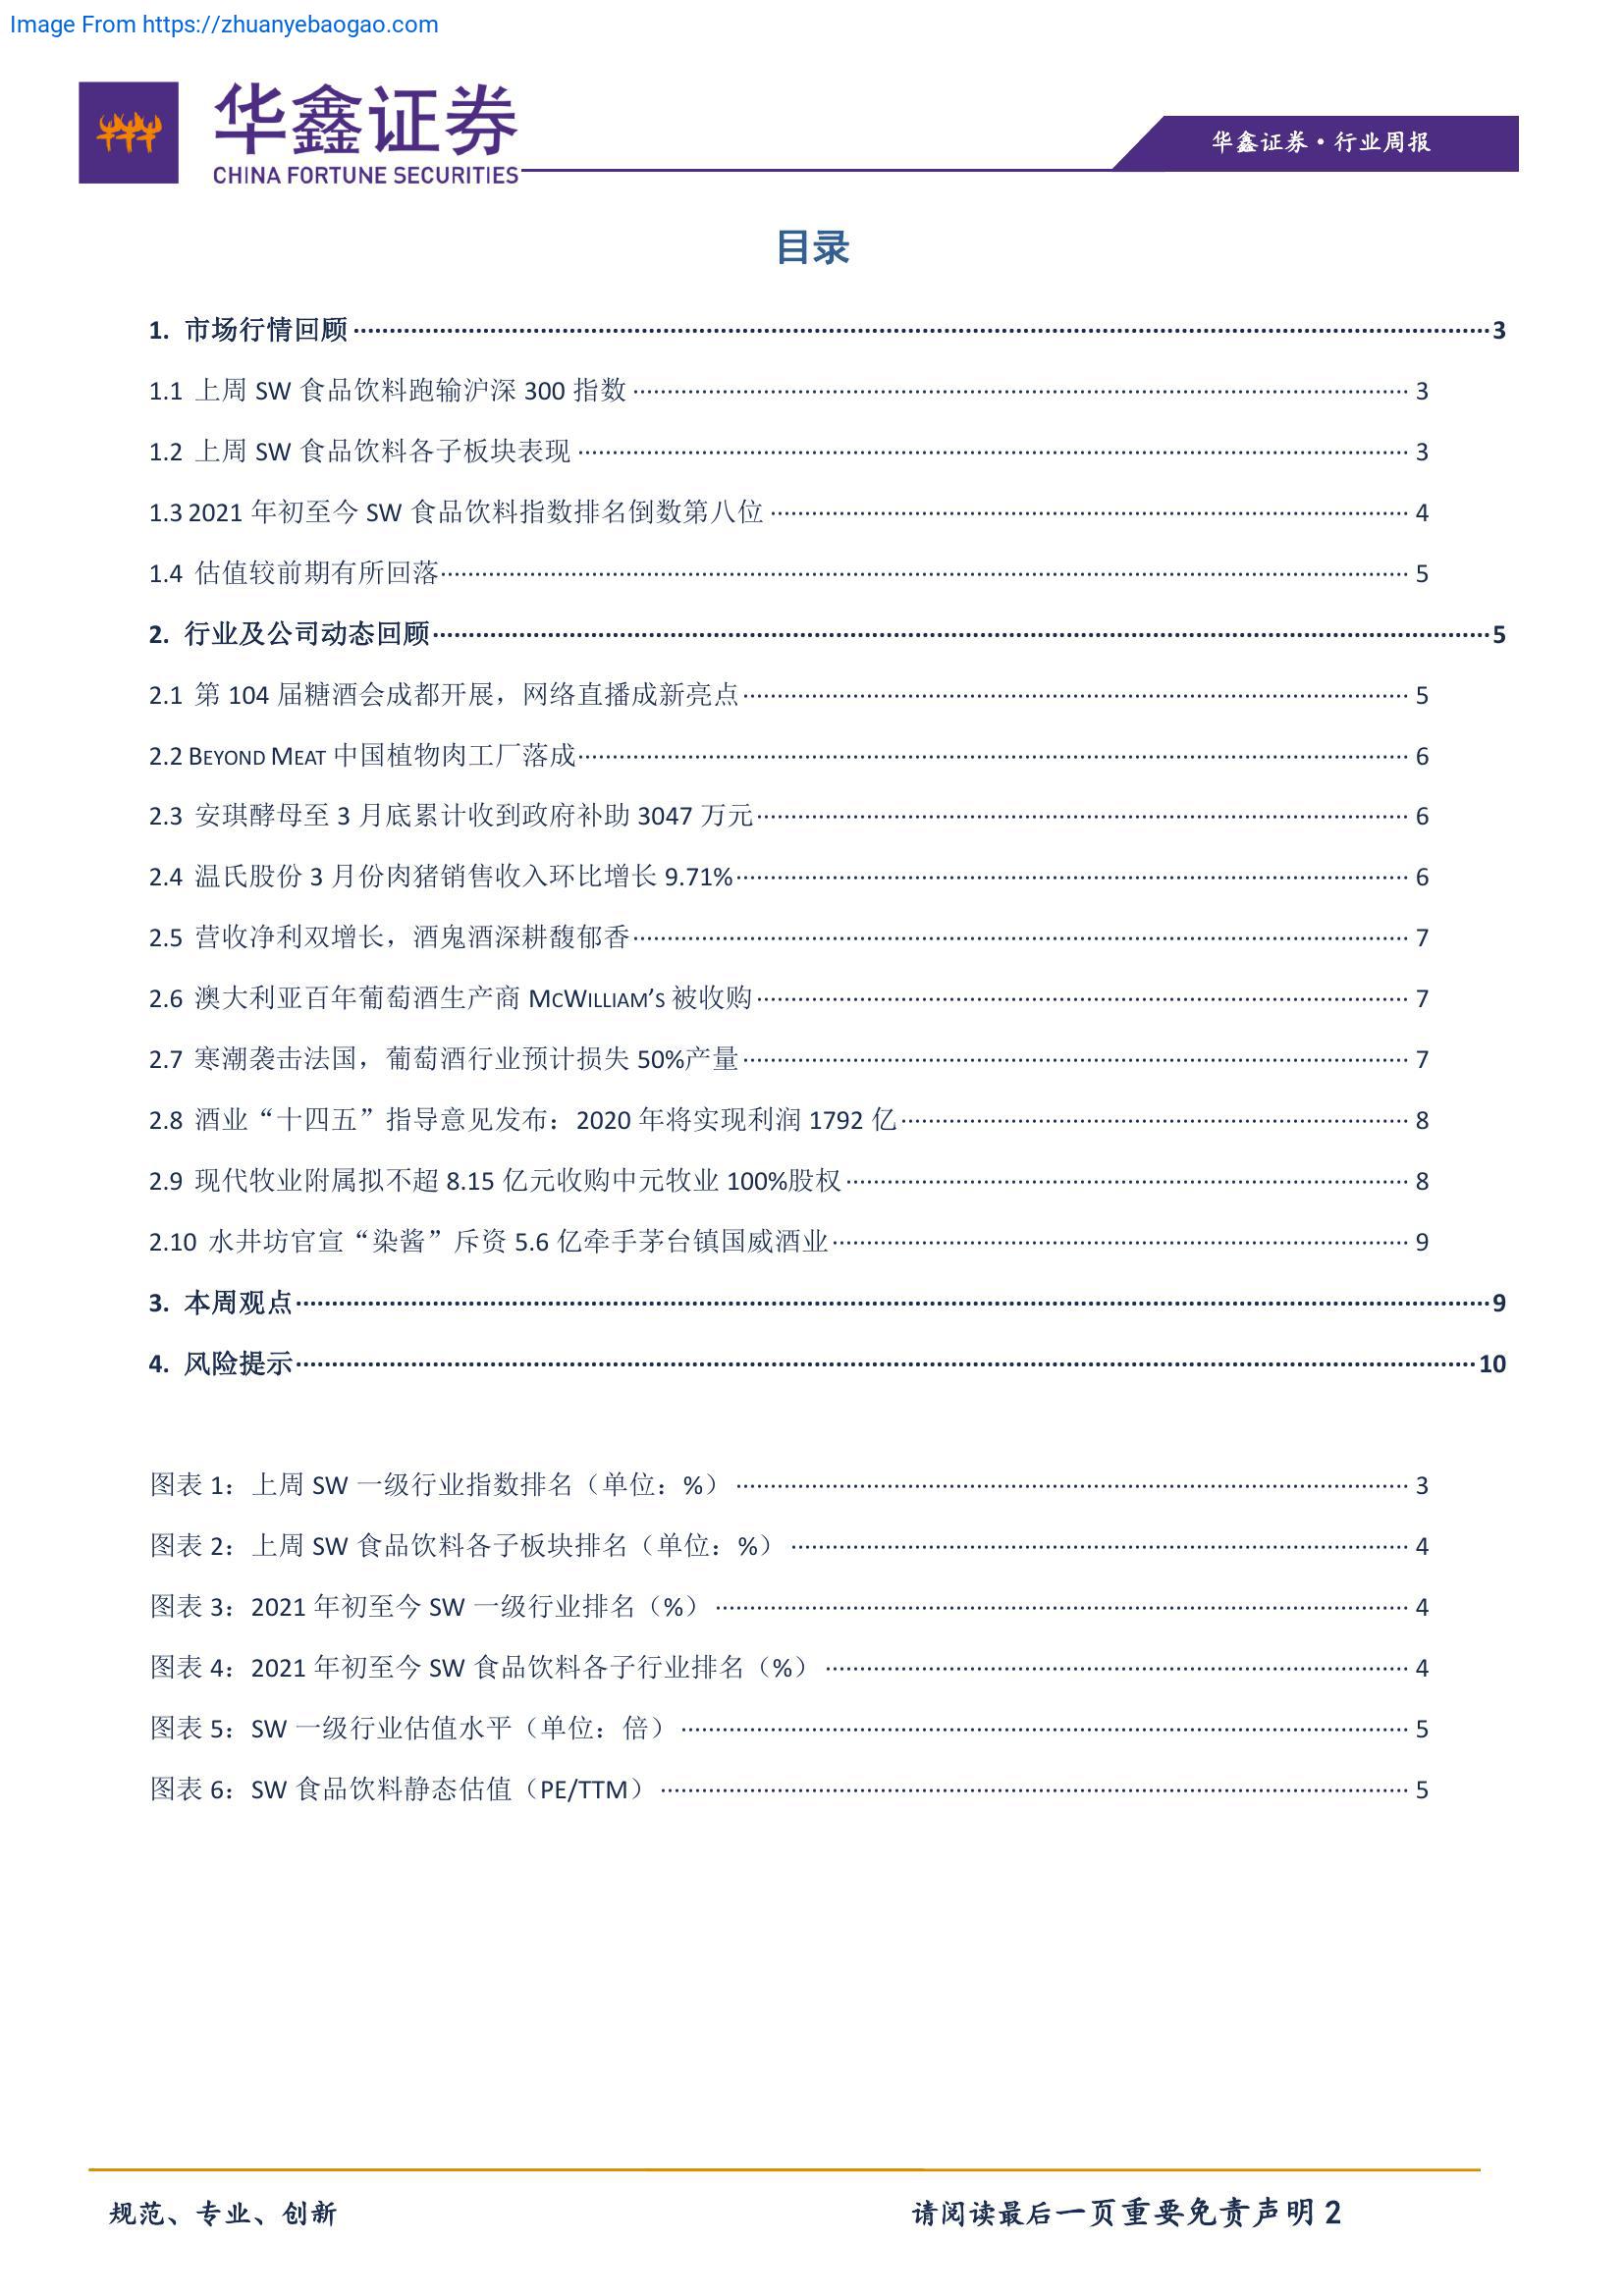 Image From https://zhuanyebaogao.com
华鑫证券
CHINA FORTUNE SECURITIES
华鑫证券·行业周报
目录
1. 市场行情回顾 3
1.1 上周 SW 食品饮料跑输沪深 300 指数 3
1.2 上周 SW 食品饮料各子板块表现 3
1.3 2021 年初至今 SW 食品饮料指数排名倒数第八位 4
1.4 估值较前期有所回落 5
2. 行业及公司动态回顾 5
2.1 第 104 届糖酒会成都开展，网络直播成新亮点 5
2.2 BEYOND MEAT 中国植物肉工厂落成 6
2.3 安琪酵母至 3 月底累计收到政府补助 3047 万元 6
2.4 温氏股份 3 月份肉猪销售收入环比增长 9.71% 6
2.5 营收净利双增长，酒鬼酒深耕馥郁香 7
2.6 澳大利亚百年葡萄酒生产商 MCWILLIAM’S 被收购 7
2.7 寒潮袭击法国，葡萄酒行业预计损失 50%产量 7
2.8 酒业“十四五”指导意见发布：2020 年将实现利润 1792 亿 8
2.9 现代牧业附属拟不超 8.15 亿元收购中元牧业 100%股权 8
2.10 水井坊官宣“染酱”斥资 5.6 亿牵手茅台镇国威酒业 9
3. 本周观点 9
4. 风险提示 10
图表 1：上周 SW 一级行业指数排名（单位：%） 3
图表 2：上周 SW 食品饮料各子板块排名（单位：%） 4
图表 3：2021 年初至今 SW 一级行业排名（%） 4
图表 4：2021 年初至今 SW 食品饮料各子行业排名（%） 4
图表 5：SW 一级行业估值水平（单位：倍） 5
图表 6：SW 食品饮料静态估值（PE/TTM） 5
规范、专业、创新
请阅读最后一页重要免责声明 2